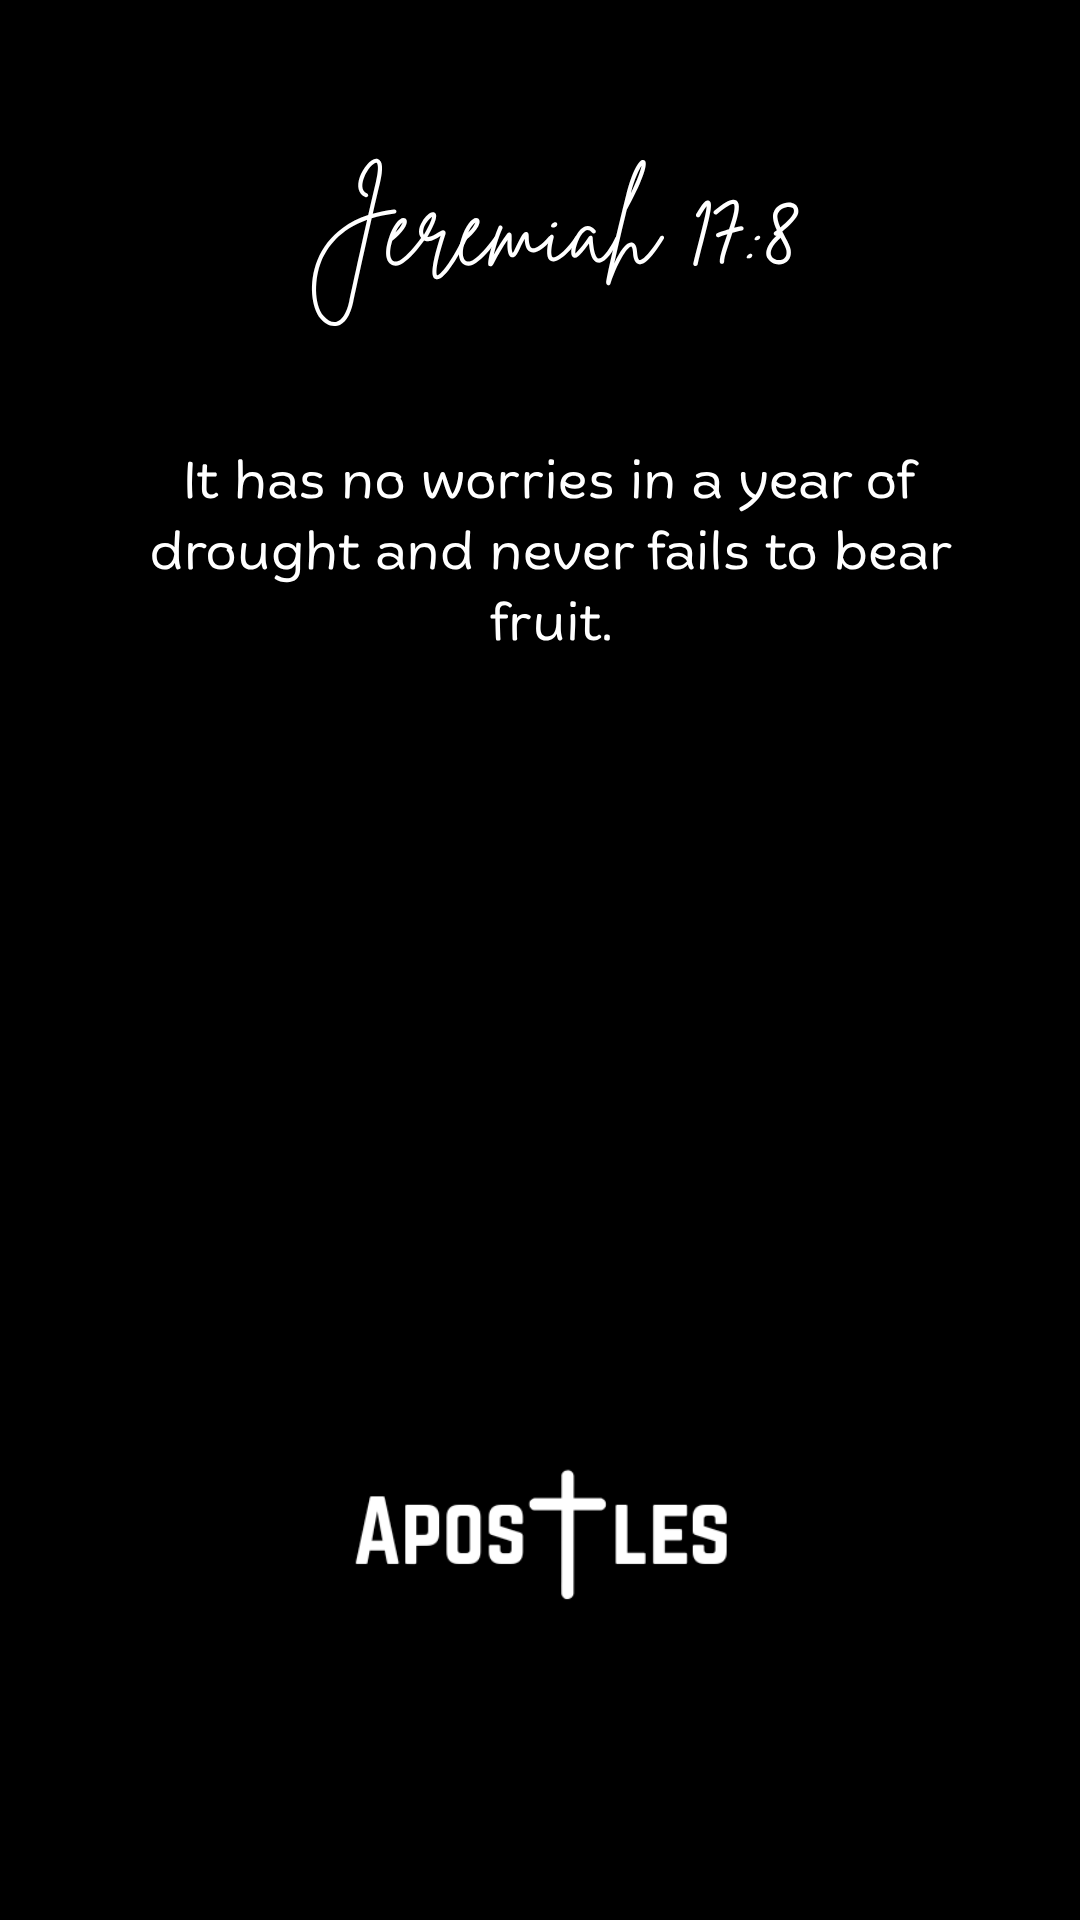 Jeremiah 17:8
It has no worries in a year of
drought and never fails to bear
fruit.
APOSTLES